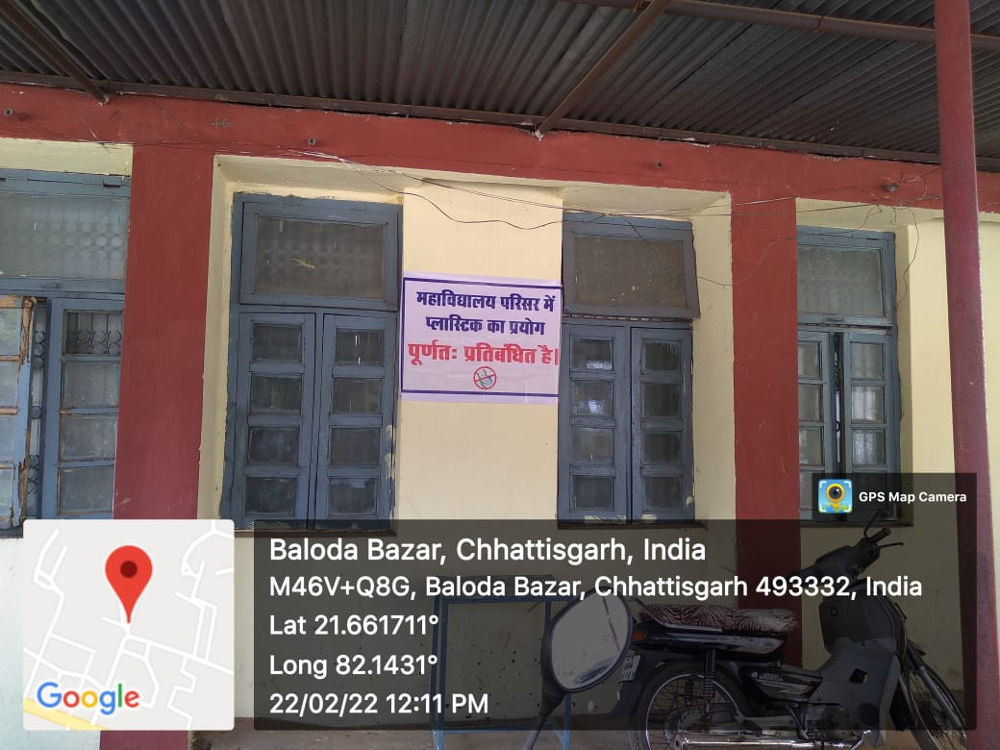 महाविद्यालय परिसर में
प्लास्टिक का प्रयोग
पूर्णतः प्रतिबंधित है।
GPS Map Camera
Baloda Bazar, Chhattisgarh, India
M46V+Q8G, Baloda Bazar, Chhattisgarh 493332, India
Lat 21.661711°
Long 82.1431°
22/02/22 12:11 PM
Google